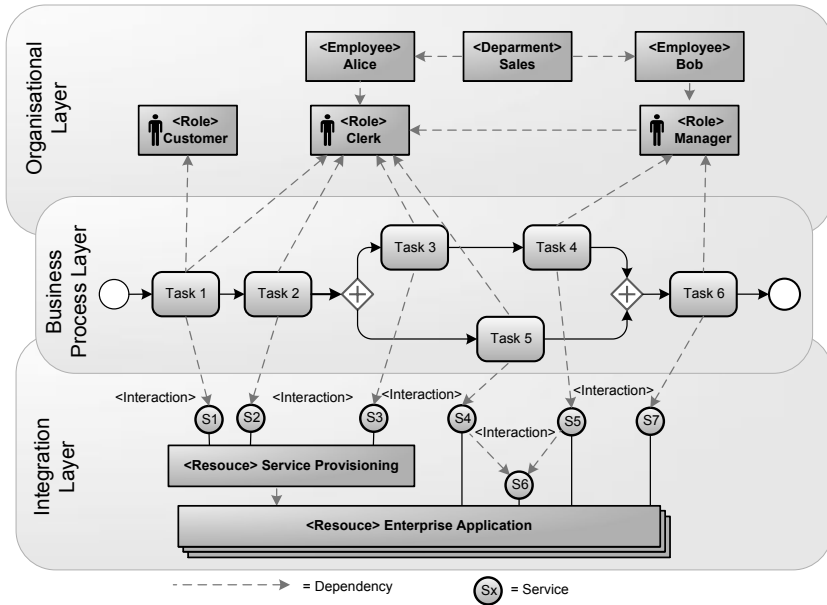 Organisational
Layer
<Employee>
Alice
<Deparment>
Sales
<Employee>
Bob
<Role>
Customer
<Role>
Clerk
<Role>
Manager
Business
Process Layer
Task 1
Task 2
Task 3
Task 4
Task 5
Task 6
Integration
Layer
<Interaction>
<Interaction>
<Interaction>
<Interaction>
<Interaction>
S1
S2
S3
S4
S5
S7
S6
<Resouce> Service Provisioning
<Resouce> Enterprise Application
= Dependency
Sx = Service